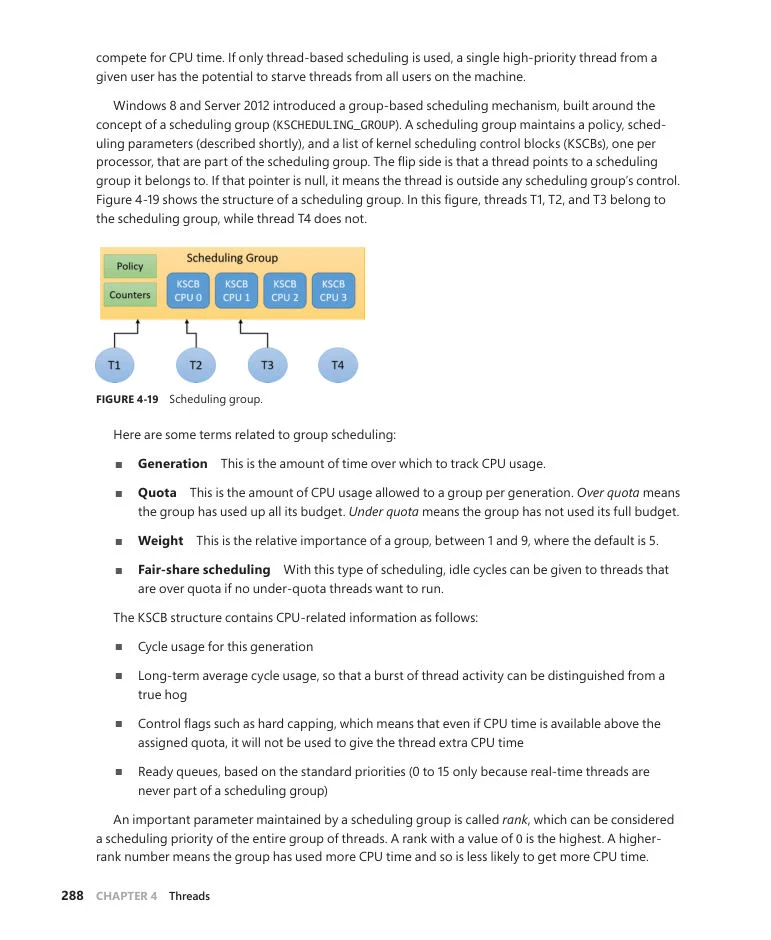 compete for CPU time. If only thread-based scheduling is used, a single high-priority thread from a
given user has the potential to starve threads from all users on the machine.
Windows 8 and Server 2012 introduced a group-based scheduling mechanism, built around the
concept of a scheduling group (KSCHEDULING_GROUP). A scheduling group maintains a policy, sched-
uling parameters (described shortly), and a list of kernel scheduling control blocks (KSCBs), one per
processor, that are part of the scheduling group. The flip side is that a thread points to a scheduling
group it belongs to. If that pointer is null, it means the thread is outside any scheduling group's control.
Figure 4-19 shows the structure of a scheduling group. In this figure, threads T1, T2, and T3 belong to
the scheduling group, while thread T4 does not.
Scheduling Group
Policy
Counters
KSCB
CPU 0
KSCB
CPU 1
KSCB
CPU 2
KSCB
CPU 3
T1
T2
T3
T4
FIGURE 4-19 Scheduling group.
Here are some terms related to group scheduling:
■ Generation This is the amount of time over which to track CPU usage.
■ Quota This is the amount of CPU usage allowed to a group per generation. Over quota means
the group has used up all its budget. Under quota means the group has not used its full budget.
■ Weight This is the relative importance of a group, between 1 and 9, where the default is 5.
■ Fair-share scheduling With this type of scheduling, idle cycles can be given to threads that
are over quota if no under-quota threads want to run.
The KSCB structure contains CPU-related information as follows:
■ Cycle usage for this generation
■ Long-term average cycle usage, so that a burst of thread activity can be distinguished from a
true hog
■ Control flags such as hard capping, which means that even if CPU time is available above the
assigned quota, it will not be used to give the thread extra CPU time
■ Ready queues, based on the standard priorities (0 to 15 only because real-time threads are
never part of a scheduling group)
An important parameter maintained by a scheduling group is called rank, which can be considered
a scheduling priority of the entire group of threads. A rank with a value of 0 is the highest. A higher-
rank number means the group has used more CPU time and so is less likely to get more CPU time.
288 CHAPTER 4 Threads